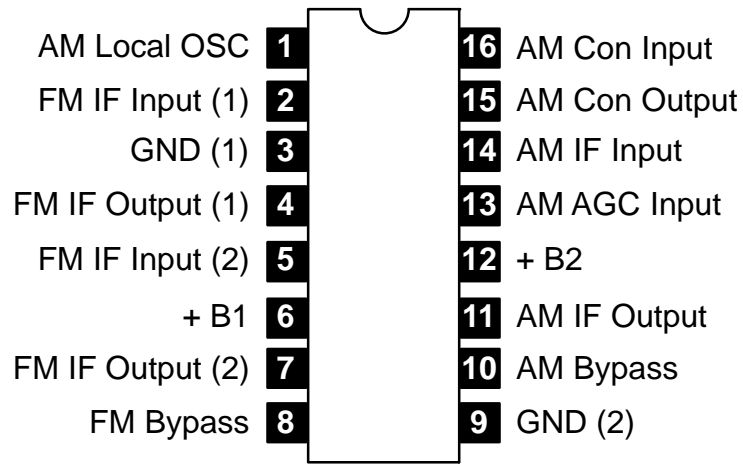 AM Local OSC 1 16 AM Con Input
FM IF Input (1) 2 15 AM Con Output
GND (1) 3 14 AM IF Input
FM IF Output (1) 4 13 AM AGC Input
FM IF Input (2) 5 12 + B2
+ B1 6 11 AM IF Output
FM IF Output (2) 7 10 AM Bypass
FM Bypass 8 9 GND (2)